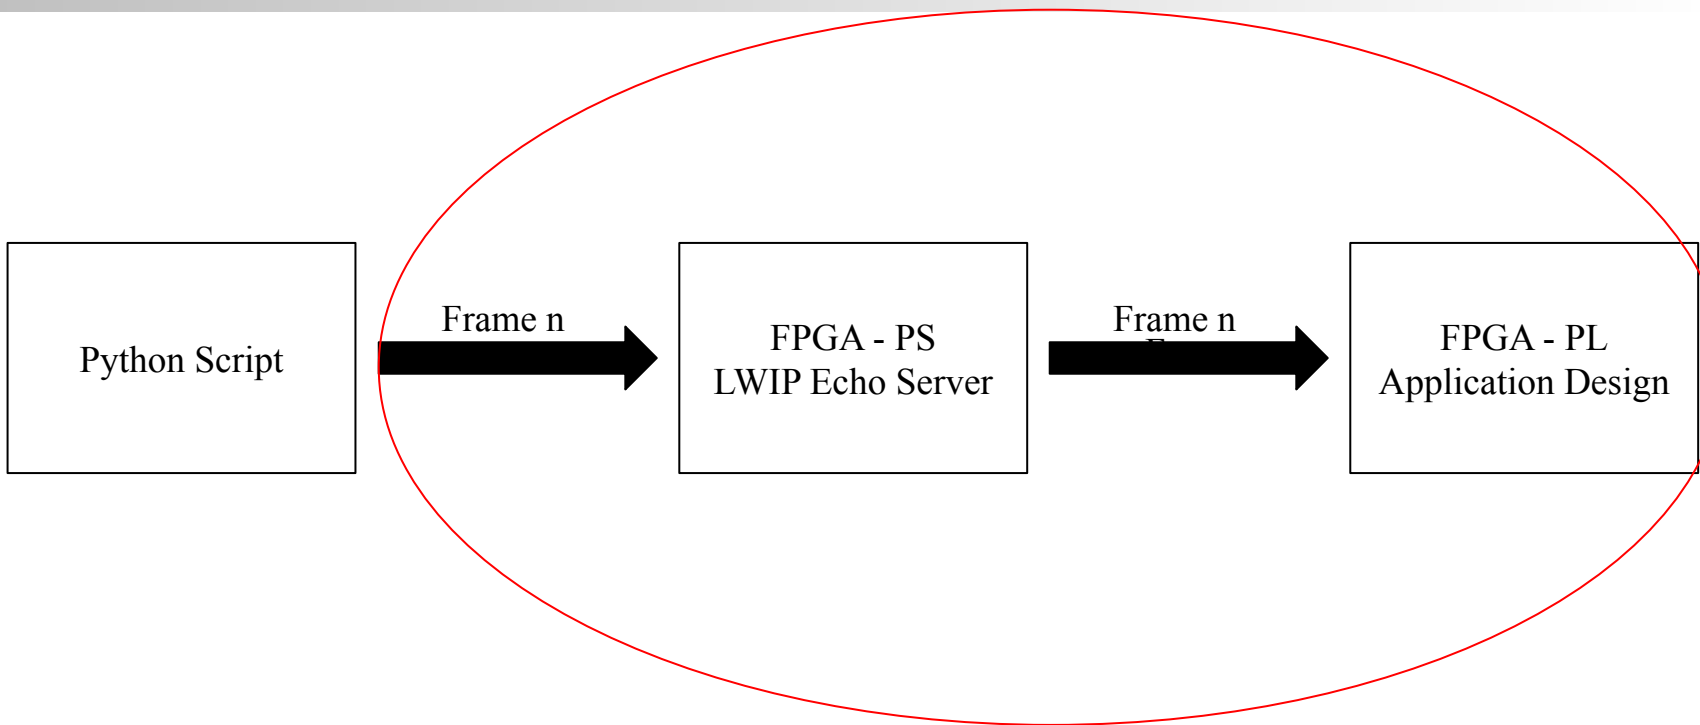 Python Script
Frame n
FPGA - PS
LWIP Echo Server
Frame n
FPGA - PL
Application Design